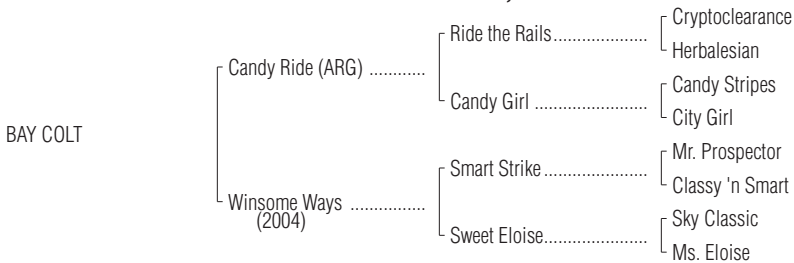 Cryptoclearance
Ride the Rails....................
Herbalesian
Candy Ride (ARG) ............
Candy Stripes
Candy Girl ........................
City Girl
BAY COLT
Mr. Prospector
Smart Strike......................
Classy 'n Smart
Winsome Ways ................
(2004)
Sky Classic
Sweet Eloise......................
Ms. Eloise